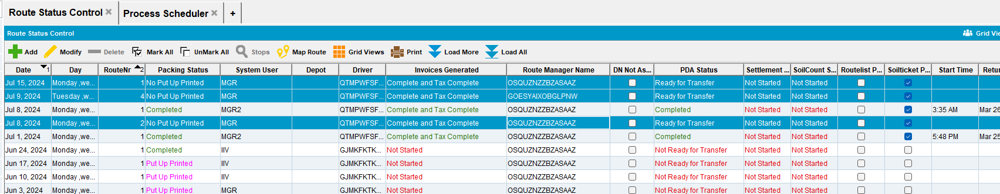 Route Status Control Process Scheduler +
Route Status Control Grid Vie
Add Modify Delete Mark All UnMark All Stops Map Route Grid Views Print Load More Load All
Date 1 Day RouteNr 2 Packing Status System User Depot Driver Invoices Generated Route Manager Name DN Not As... PDA Status Settlement ... SoilCount S... Routelist P... Soilticket P... Start Time Retur
Jul 15, 2024 Monday ,we... 1 No Put Up Printed MGR QTMPWFSF... Complete and Tax Complete OSQUZNZZBZASAAZ Ready for Transfer Not Started Not Started
Jul 9, 2024 Tuesday ,we... 4 No Put Up Printed MGR QTMPWFSF... Complete and Tax Complete GOESYAIXOBGLPNW Ready for Transfer Not Started Not Started
Jul 8, 2024 Monday ,we... 1 Completed MGR2 QTMPWFSF... Complete and Tax Complete OSQUZNZZBZASAAZ Completed Not Started Not Started 3:35 AM Mar 26
Jul 8, 2024 Monday ,we... 2 No Put Up Printed MGR QTMPWFSF... Complete and Tax Complete OSQUZNZZBZASAAZ Ready for Transfer Not Started Not Started
Jul 1, 2024 Monday ,we... 1 Completed MGR2 QTMPWFSF... Complete and Tax Complete OSQUZNZZBZASAAZ Completed Not Started Not Started 5:48 PM Mar 25
Jun 24, 2024 Monday ,we... 1 Completed IIV GJMKFKTK... Not Started OSQUZNZZBZASAAZ Not Ready for Transfer Not Started Not Started
Jun 17, 2024 Monday ,we... 1 Put Up Printed IIV GJMKFKTK... Not Started OSQUZNZZBZASAAZ Not Ready for Transfer Not Started Not Started
Jun 10, 2024 Monday ,we... 1 Put Up Printed IIV GJMKFKTK... Not Started OSQUZNZZBZASAAZ Not Ready for Transfer Not Started Not Started
Jun 3, 2024 Monday ,we... 1 Put Up Printed MGR GJMKFKTK... Not Started OSQUZNZZBZASAAZ Not Ready for Transfer Not Started Not Started